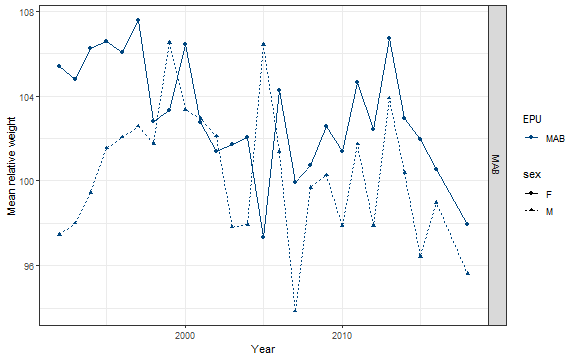 108
104
100
96
Mean relative weight
2000
2010
Year
MAB
EPU
MAB
sex
F
M